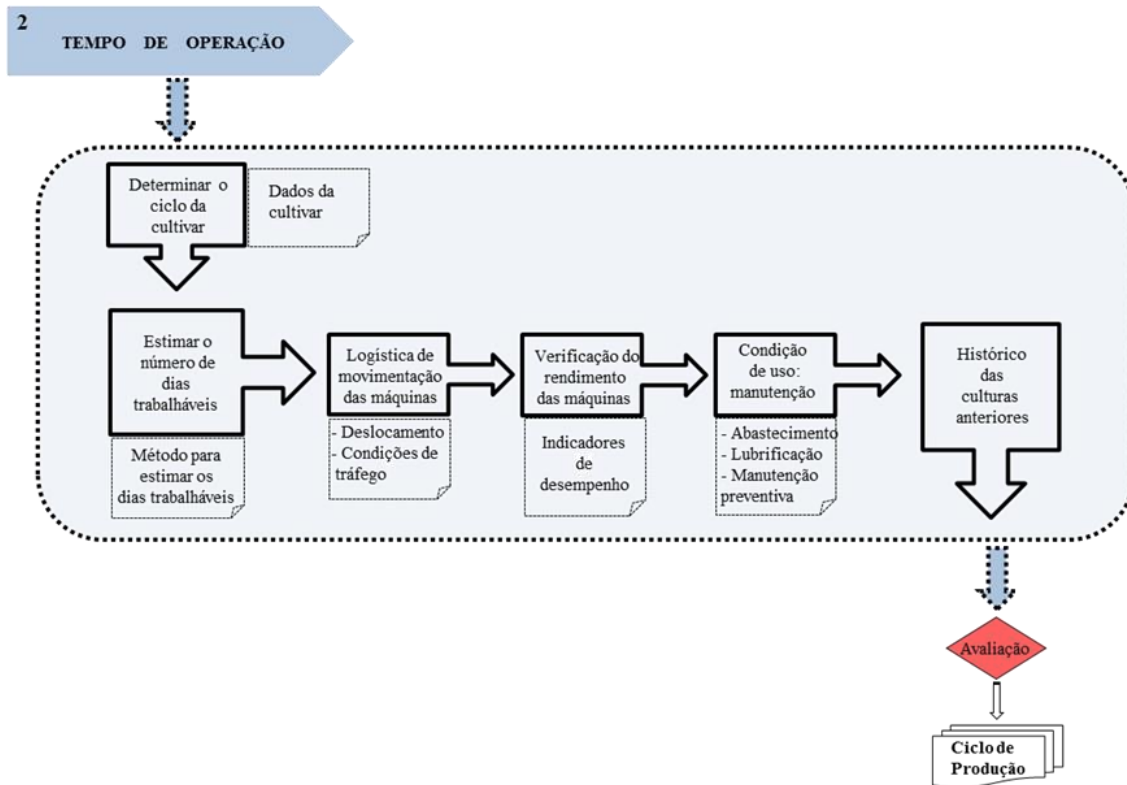 2
TEMPO DE OPERAÇÃO
Determinar o
ciclo da
cultivar
Dados da
cultivar
Estimar o
número de
dias
trabalháveis
Método para
estimar os
dias trabalháveis
Logística de
movimentação
das máquinas
- Deslocamento
- Condições de
tráfego
Verificação do
rendimento
das máquinas
Indicadores
de
desempenho
Condição
de uso:
manutenção
- Abastecimento
- Lubrificação
- Manutenção
preventiva
Histórico
das
culturas
anteriores
Avaliação
Ciclo de
Produção